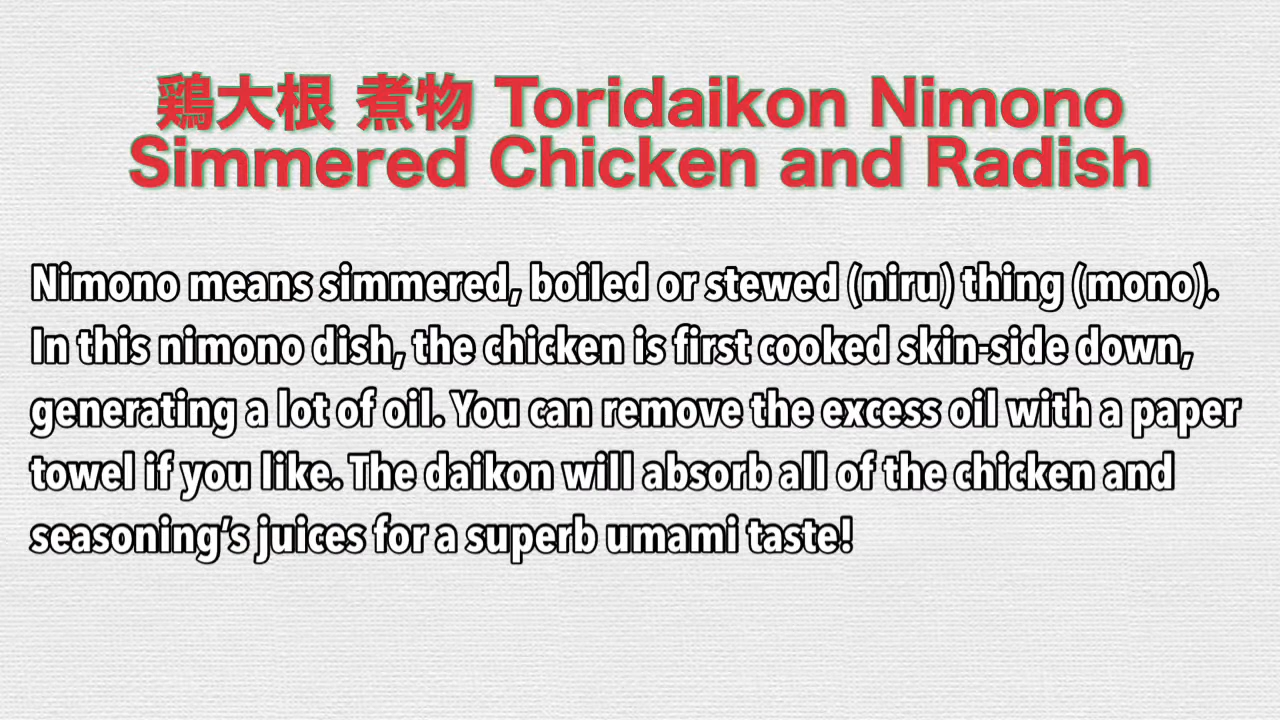 鶏大根 煮物 Toridaikon Nimono
Simmered Chicken and Radish
Nimono means simmered, boiled or stewed (niru) thing (mono).
In this nimono dish, the chicken is first cooked skin-side down,
generating a lot of oil. You can remove the excess oil with a paper
towel if you like. The daikon will absorb all of the chicken and
seasoning’s juices for a superb umami taste!